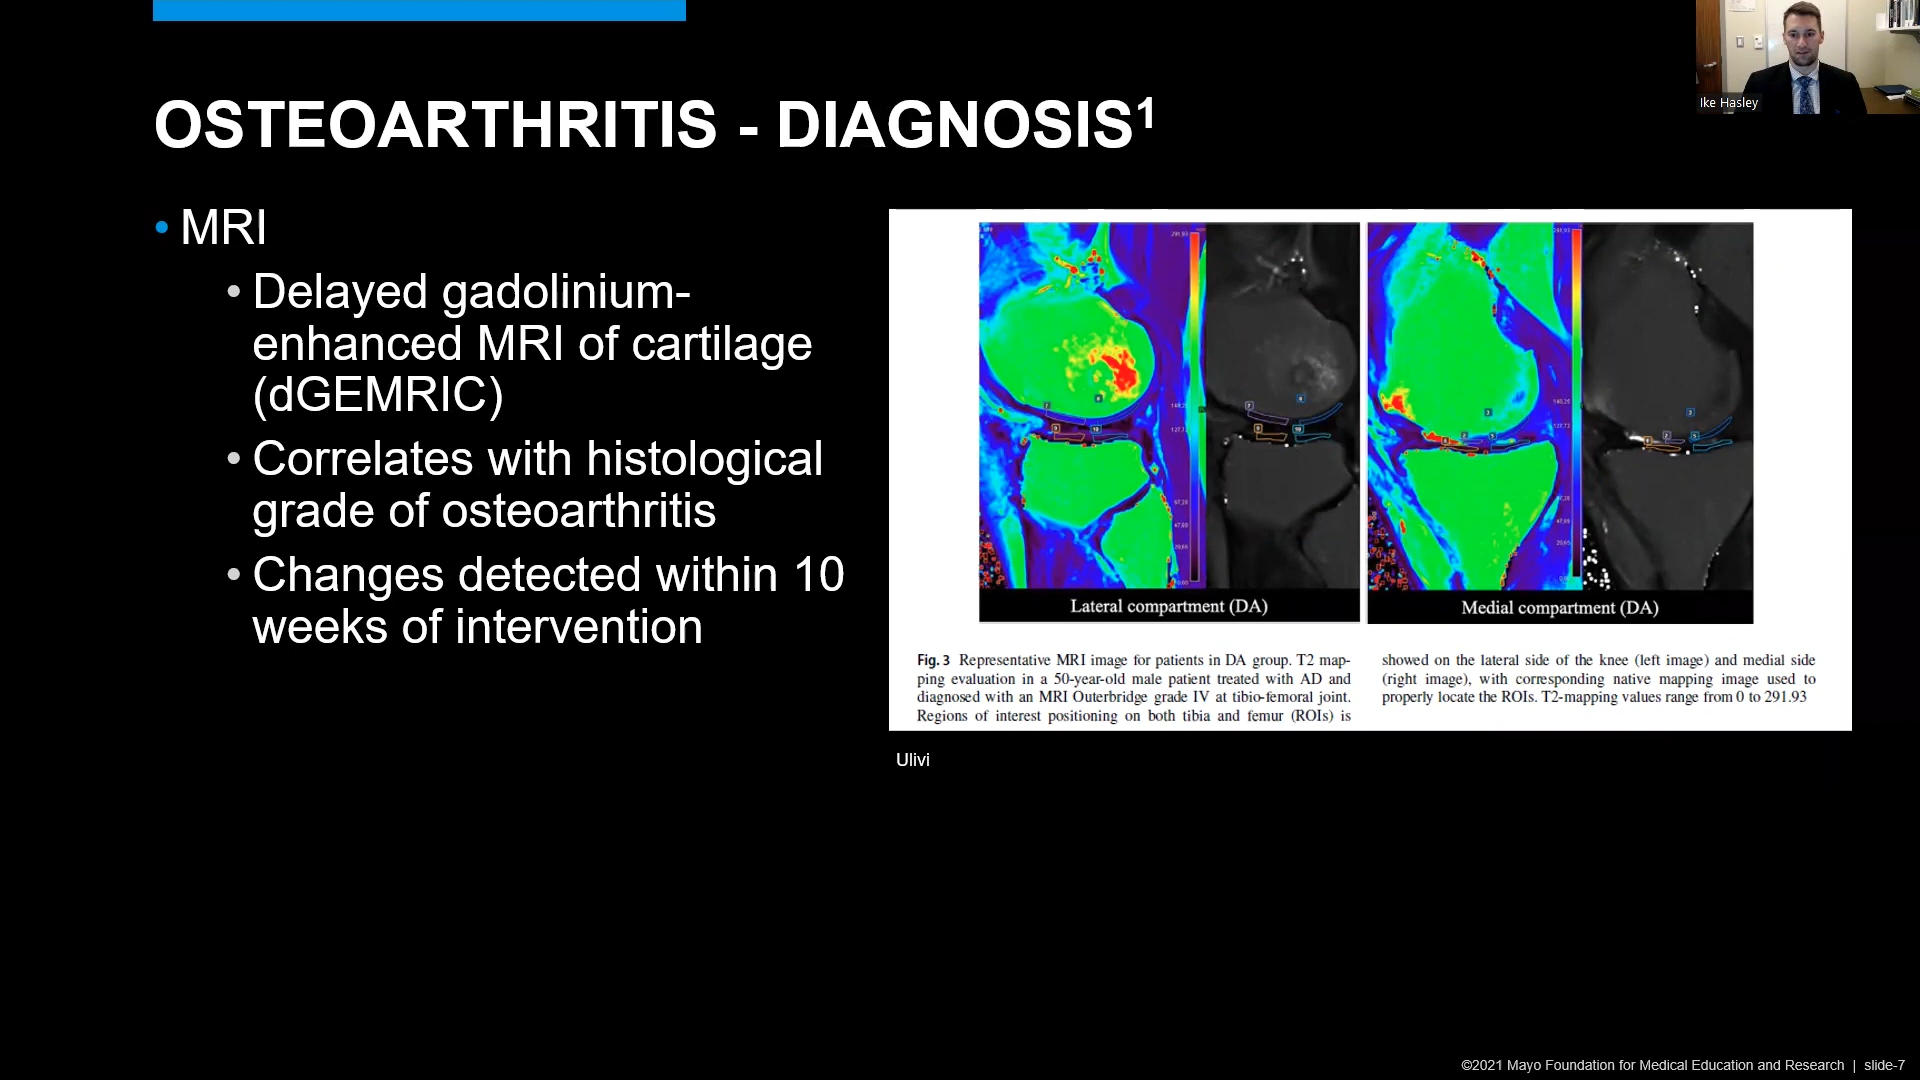 Ike Hasley
OSTEOARTHRITIS - DIAGNOSIS1
• MRI
• Delayed gadolinium-
enhanced MRI of cartilage
(dGEMRIC)
• Correlates with histological
grade of osteoarthritis
• Changes detected within 10
weeks of intervention
Lateral compartment (DA)
Medial compartment (DA)
Fig. 3 Representative MRI image for patients in DA group. T2 map-
ping evaluation in a 50-year-old male patient treated with AD and
diagnosed with an MRI Outerbridge grade IV at tibio-femoral joint.
Regions of interest positioning on both tibia and femur (ROIs) is
showed on the lateral side of the knee (left image) and medial side
(right image), with corresponding native mapping image used to
properly locate the ROIs. T2-mapping values range from 0 to 291.93
Ulivi
©2021 Mayo Foundation for Medical Education and Research | slide-7